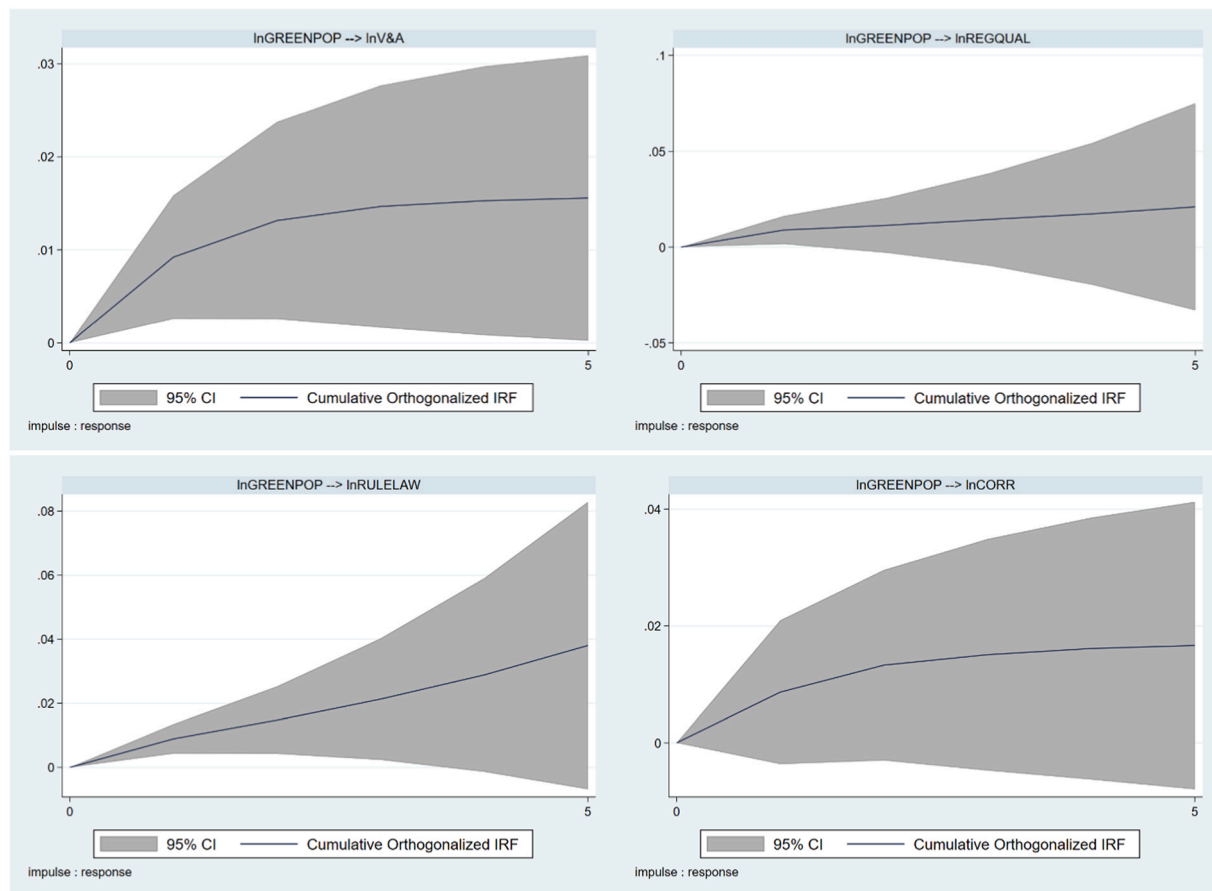 lnGREENPOP --> lnV&A
.03
.02
.01
0
0 5
95% CI Cumulative Orthogonalized IRF
impulse : response
lnGREENPOP --> lnREGQUAL
.1
.05
0
-.05
0 5
95% CI Cumulative Orthogonalized IRF
impulse : response
lnGREENPOP --> lnRULELAW
.08
.06
.04
.02
0
0 5
95% CI Cumulative Orthogonalized IRF
impulse : response
lnGREENPOP --> lnCORR
.04
.02
0
0 5
95% CI Cumulative Orthogonalized IRF
impulse : response